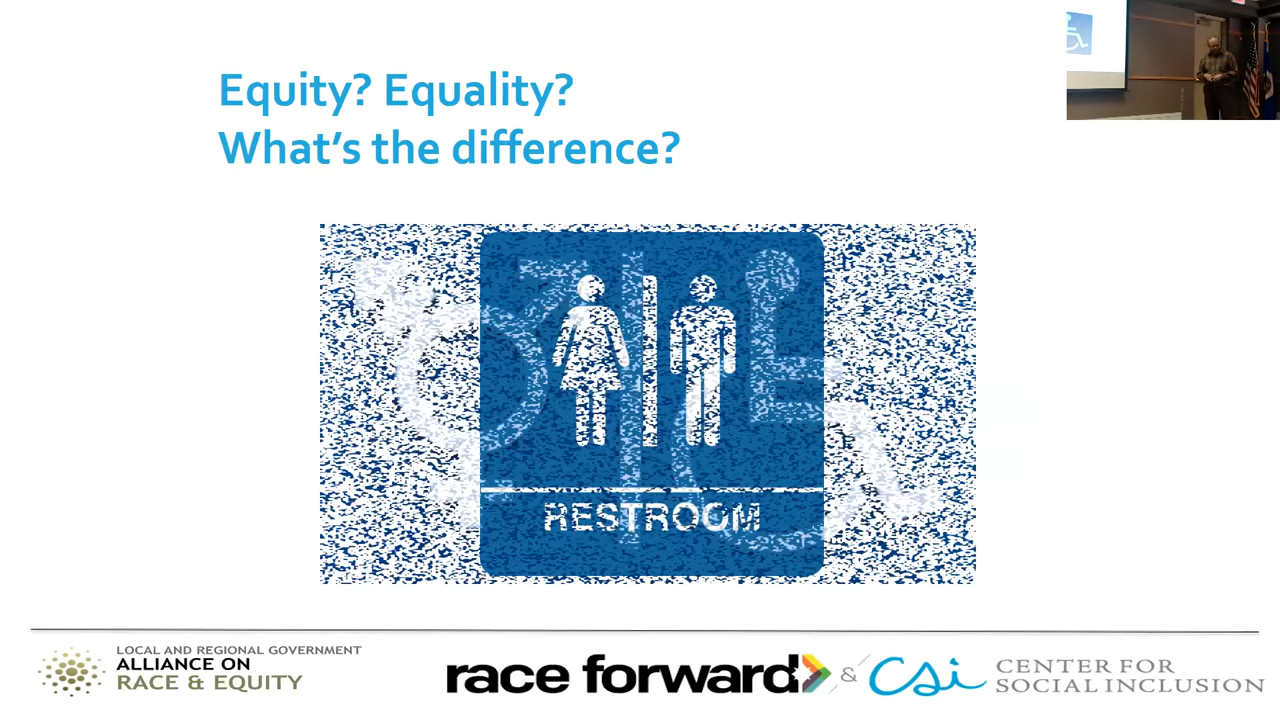 Equity? Equality?
What's the difference?
RESTROOM
LOCAL AND REGIONAL GOVERNMENT
ALLIANCE ON
RACE & EQUITY
race forward
&
csi
CENTER FOR
SOCIAL INCLUSION